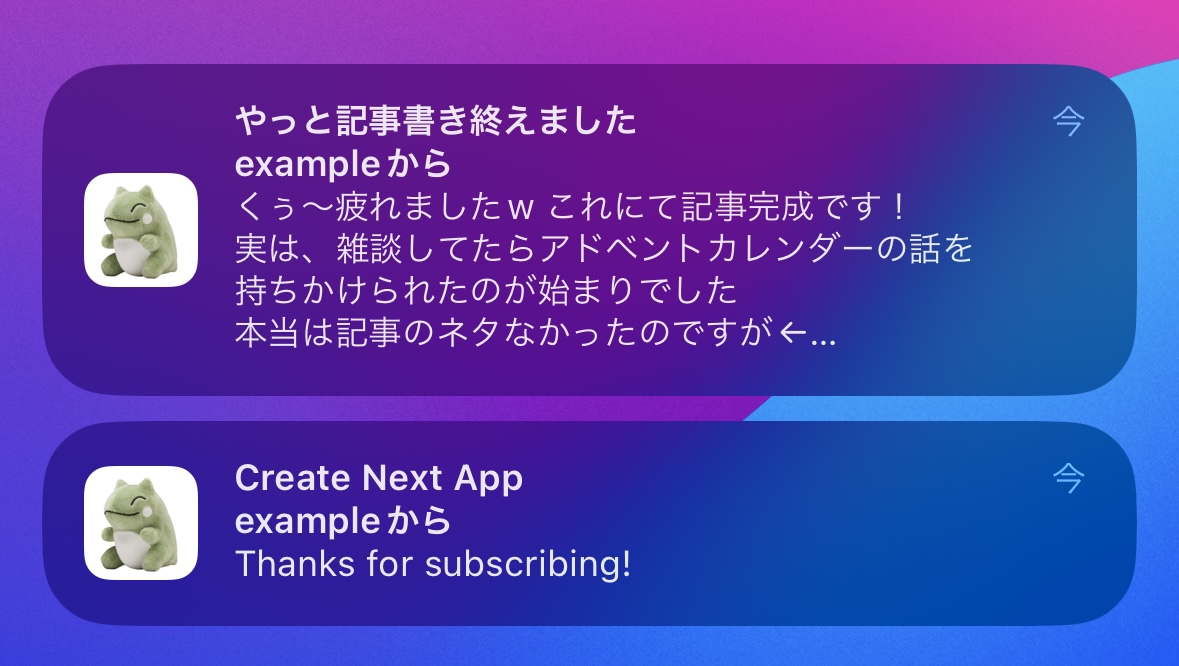 やっと記事書き終えました
今
exampleから
くぅ〜疲れましたw これにて記事完成です！
実は、雑談してたらアドベントカレンダーの話を
持ちかけられたのが始まりでした
本当は記事のネタなかったのですが←...
Create Next App
今
exampleから
Thanks for subscribing!